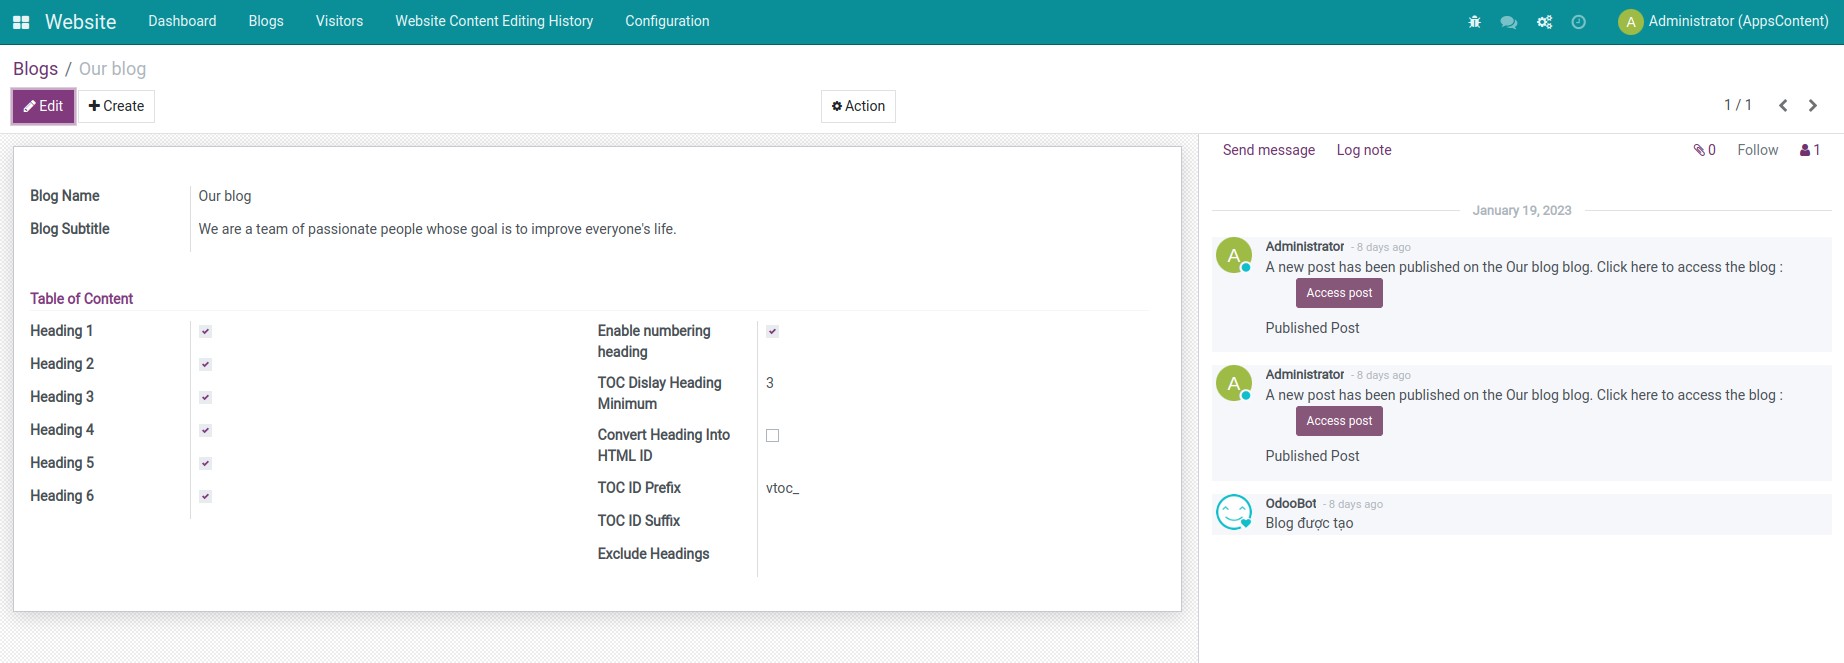 Website Dashboard Blogs Visitors Website Content Editing History Configuration A Administrator (AppsContent)
Blogs / Our blog
Edit Create Action 1 / 1
Send message Log note 0 Follow 1
Blog Name Our blog
Blog Subtitle We are a team of passionate people whose goal is to improve everyone's life.
Table of Content
Heading 1
Heading 2
Heading 3
Heading 4
Heading 5
Heading 6
Enable numbering
heading
TOC Dislay Heading 3
Minimum
Convert Heading Into
HTML ID
TOC ID Prefix vtoc_
TOC ID Suffix
Exclude Headings
January 19, 2023
A Administrator - 8 days ago
A new post has been published on the Our blog blog. Click here to access the blog :
Access post
Published Post
A Administrator - 8 days ago
A new post has been published on the Our blog blog. Click here to access the blog :
Access post
Published Post
OdooBot - 8 days ago
Blog được tạo